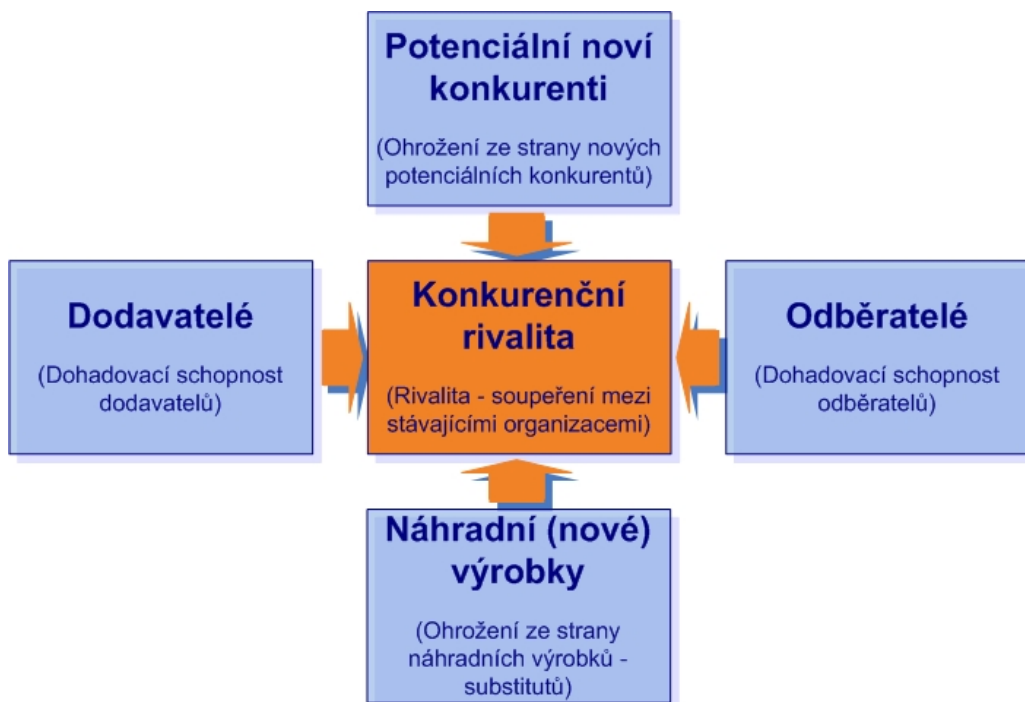 Potenciální noví
konkurenti
(Ohrožení ze strany nových
potenciálních konkurentů)
Dodavatelé
(Dohadovací schopnost
dodavatelů)
Konkurenční
rivalita
(Rivalita - soupeření mezi
stávajícími organizacemi)
Odběratelé
(Dohadovací schopnost
odběratelů)
Náhradní (nové)
výrobky
(Ohrožení ze strany
náhradních výrobků -
substitutů)